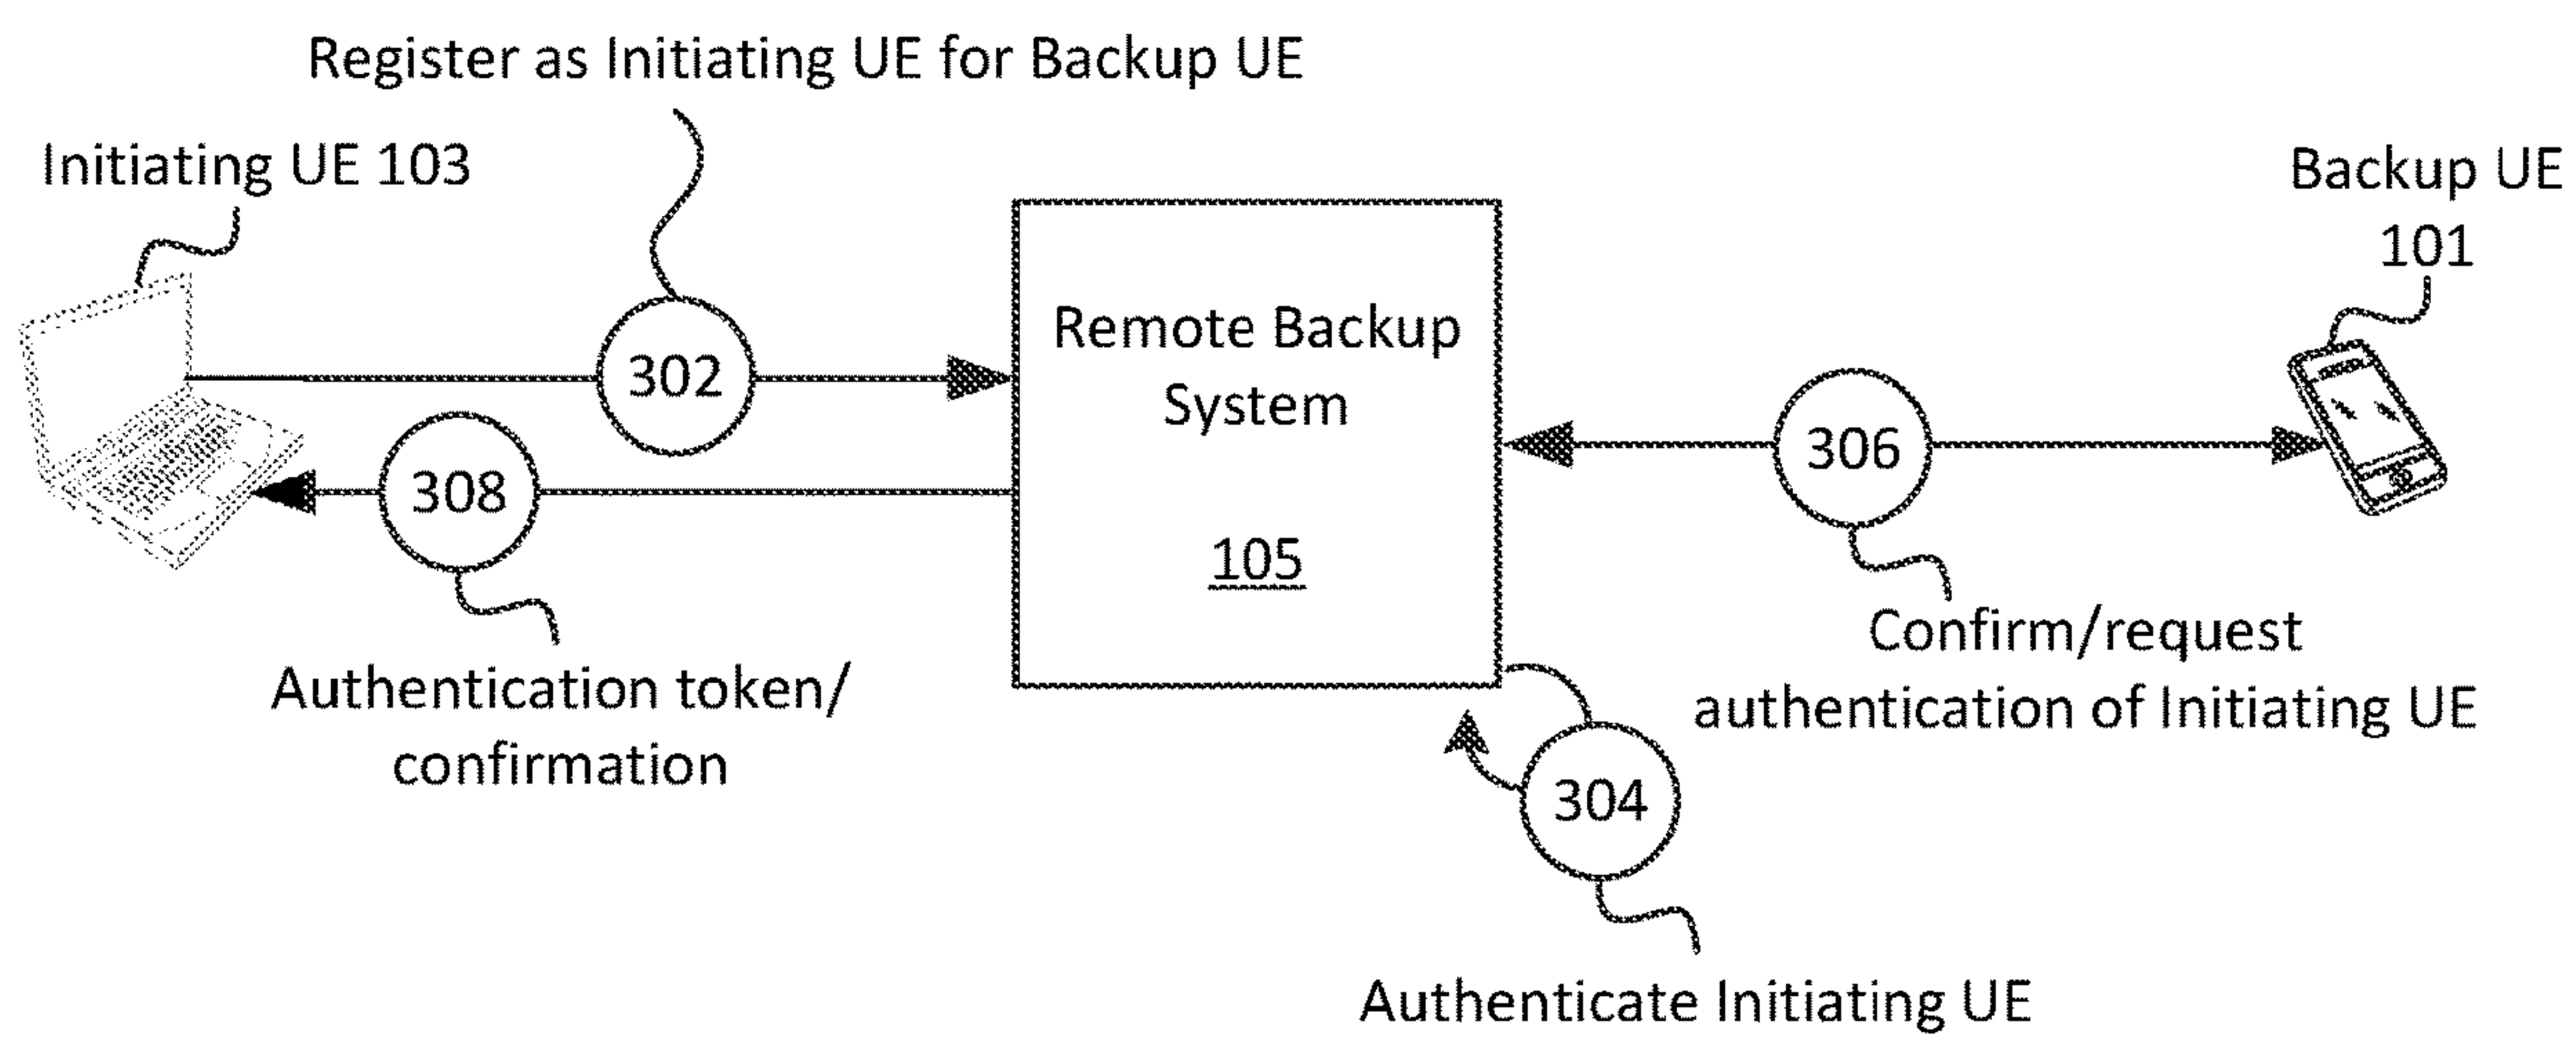 Register as Initiating UE for Backup UE
Initiating UE 103
Backup UE
101
302
Remote Backup
System
105
308
306
Authentication token/
confirmation
Confirm/request
authentication of Initiating UE
304
Authenticate Initiating UE